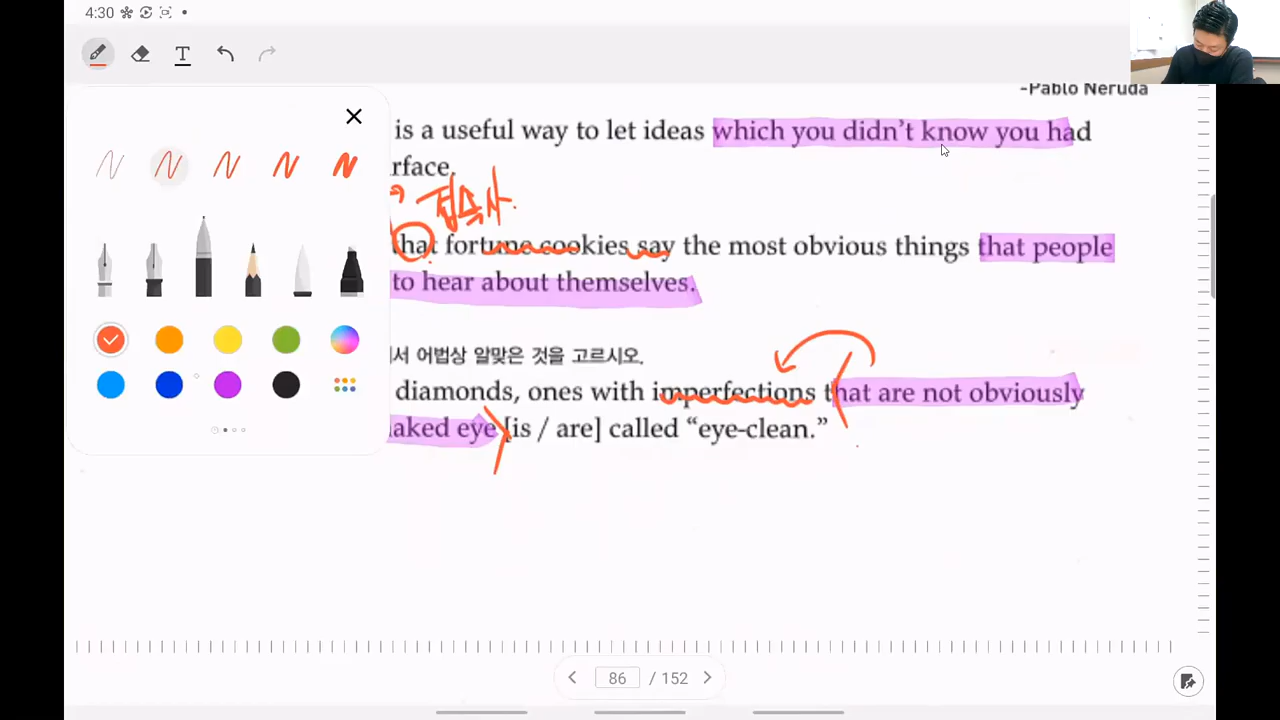 4:30
T
-Pablo Neruda
is a useful way to let ideas which you didn't know you had
rface.
접속사.
that fortune cookies say the most obvious things that people
to hear about themselves.
서 어법상 알맞은 것을 고르시오.
diamonds, ones with imperfections that are not obviously
aked eye [is / are] called “eye-clean.”
86 / 152